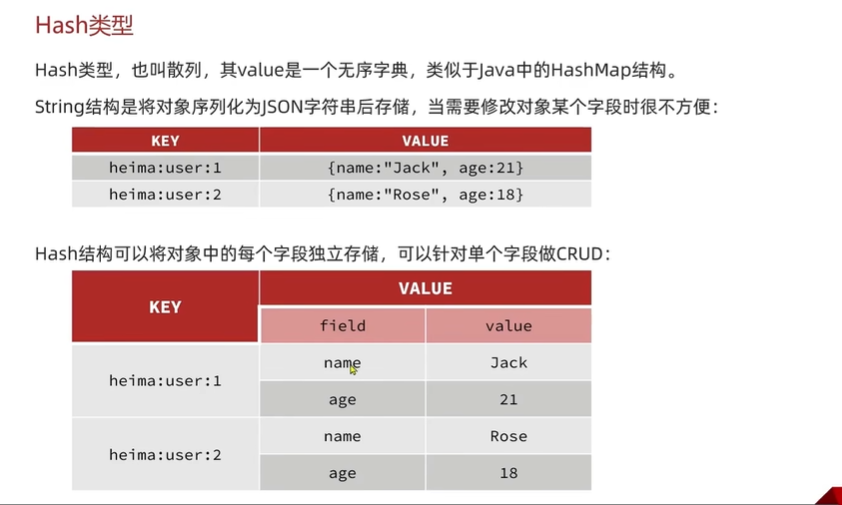 Hash类型
Hash类型，也叫散列，其value是一个无序字典，类似于Java中的HashMap结构。
String结构是将对象序列化为JSON字符串后存储，当需要修改对象某个字段时很不方便：
KEY VALUE
heima:user:1 {name:"Jack", age:21}
heima:user:2 {name:"Rose", age:18}
Hash结构可以将对象中的每个字段独立存储，可以针对单个字段做CRUD：
KEY VALUE
field value
heima:user:1 name Jack
age 21
heima:user:2 name Rose
age 18